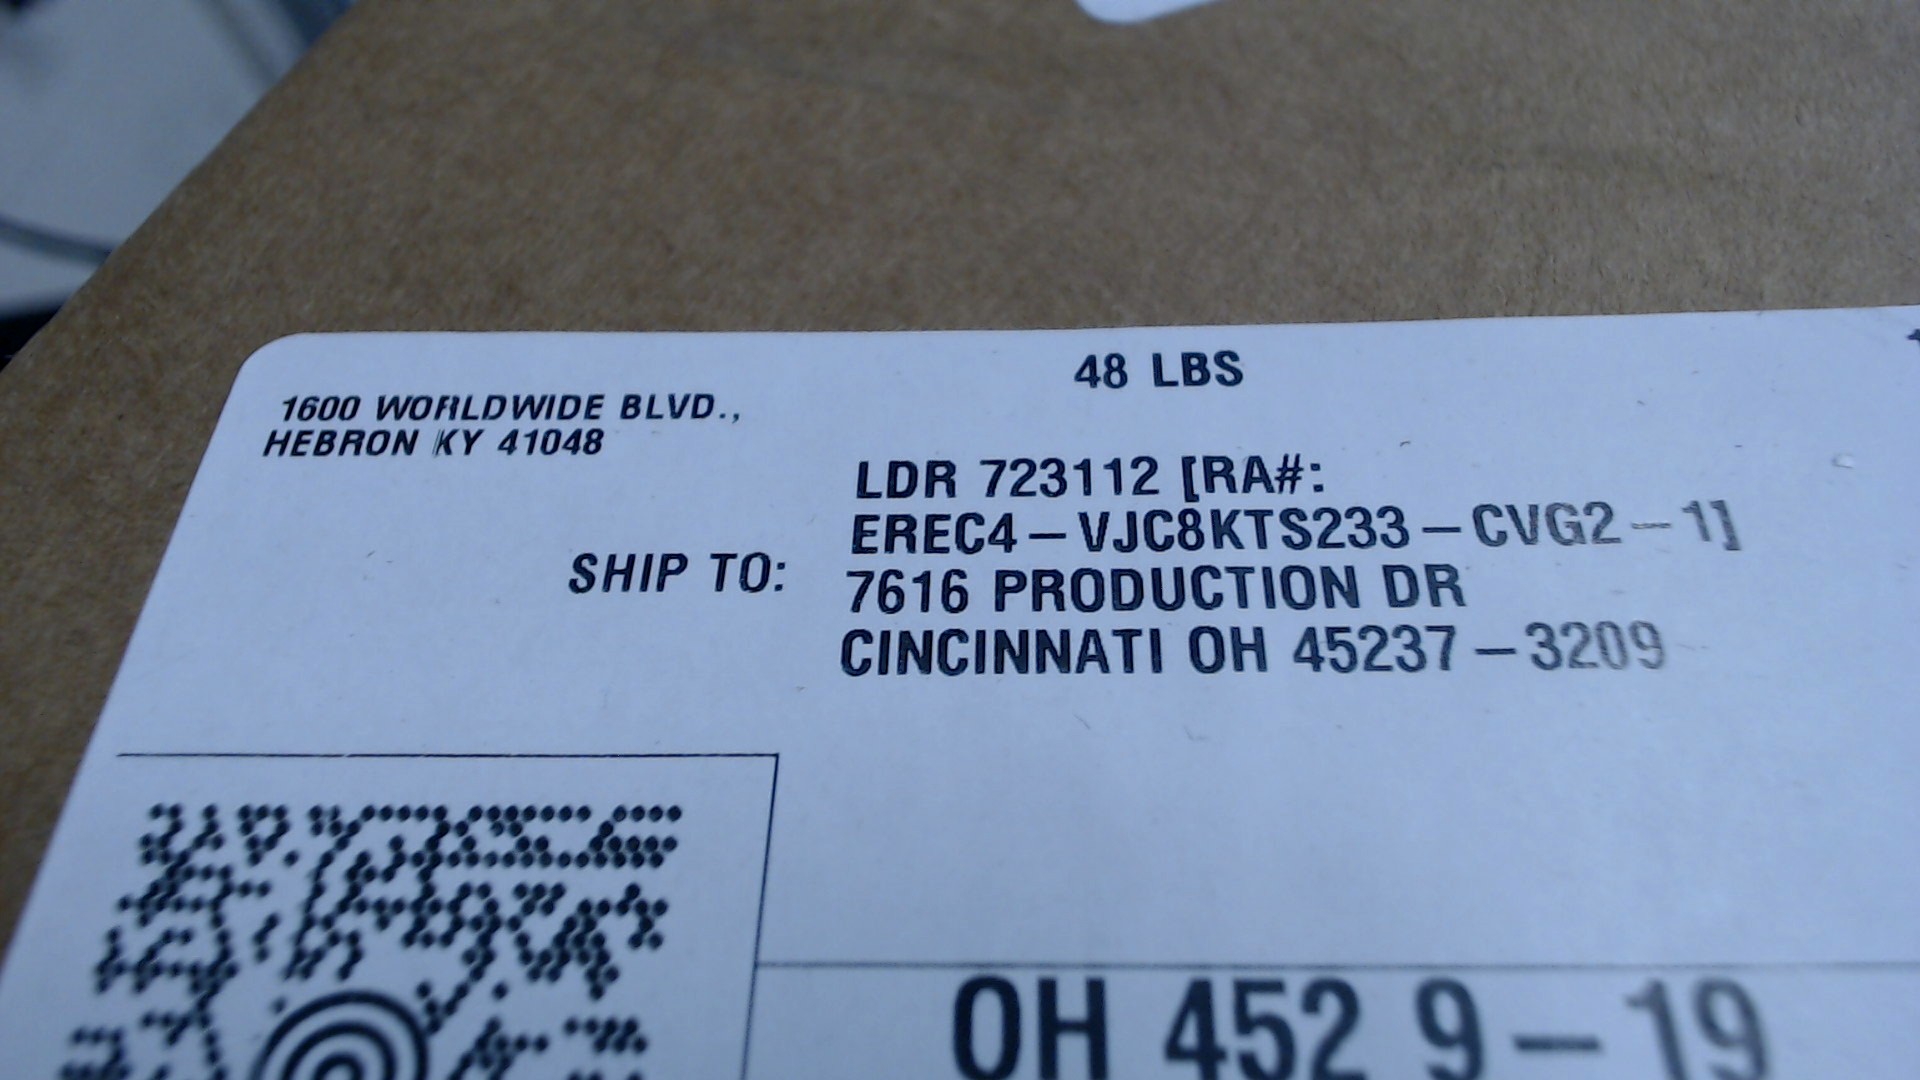 48 LBS
1600 WORLDWIDE BLVD.,
HEBRON KY 41048
LDR 723112 [RA#:
EREC4-VJC8KTS233-CVG2-1]
SHIP TO:
7616 PRODUCTION DR
CINCINNATI OH 45237-3209
OH 452 9-19